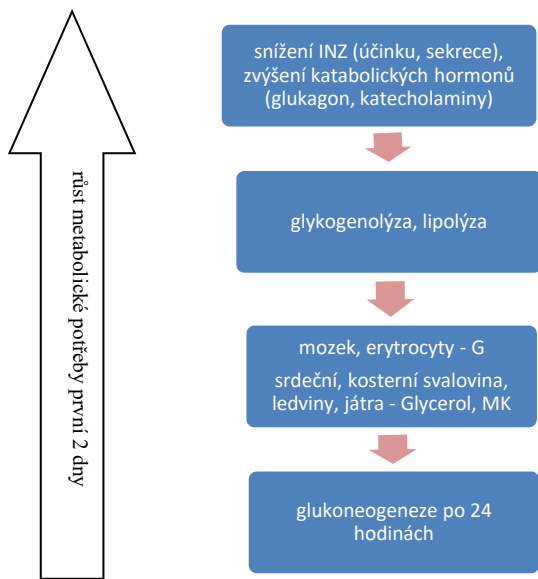 růst metabolické potřeby první 2 dny
snížení INZ (účinku, sekrece),
zvýšení katabolických hormonů
(glukagon, katecholaminy)
glykogenolýza, lipolýza
mozek, erytrocyty - G
srdeční, kosterní svalovina,
ledviny, játra - Glycerol, MK
glukoneogeneze po 24
hodinách